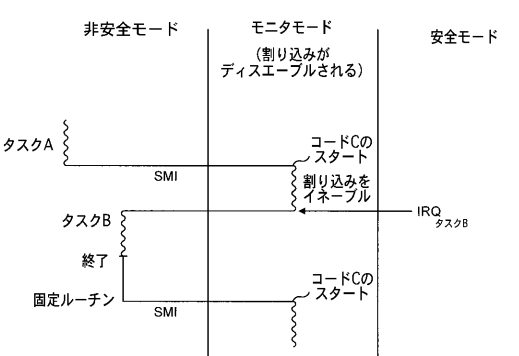 非安全モード
モニタモード
(割り込みが
ディスエーブルされる)
安全モード
タスクA
コードCの
スタート
SMI
割り込みを
イネーブル
タスクB
IRQ
タスクB
終了
固定ルーチン
コードCの
スタート
SMI